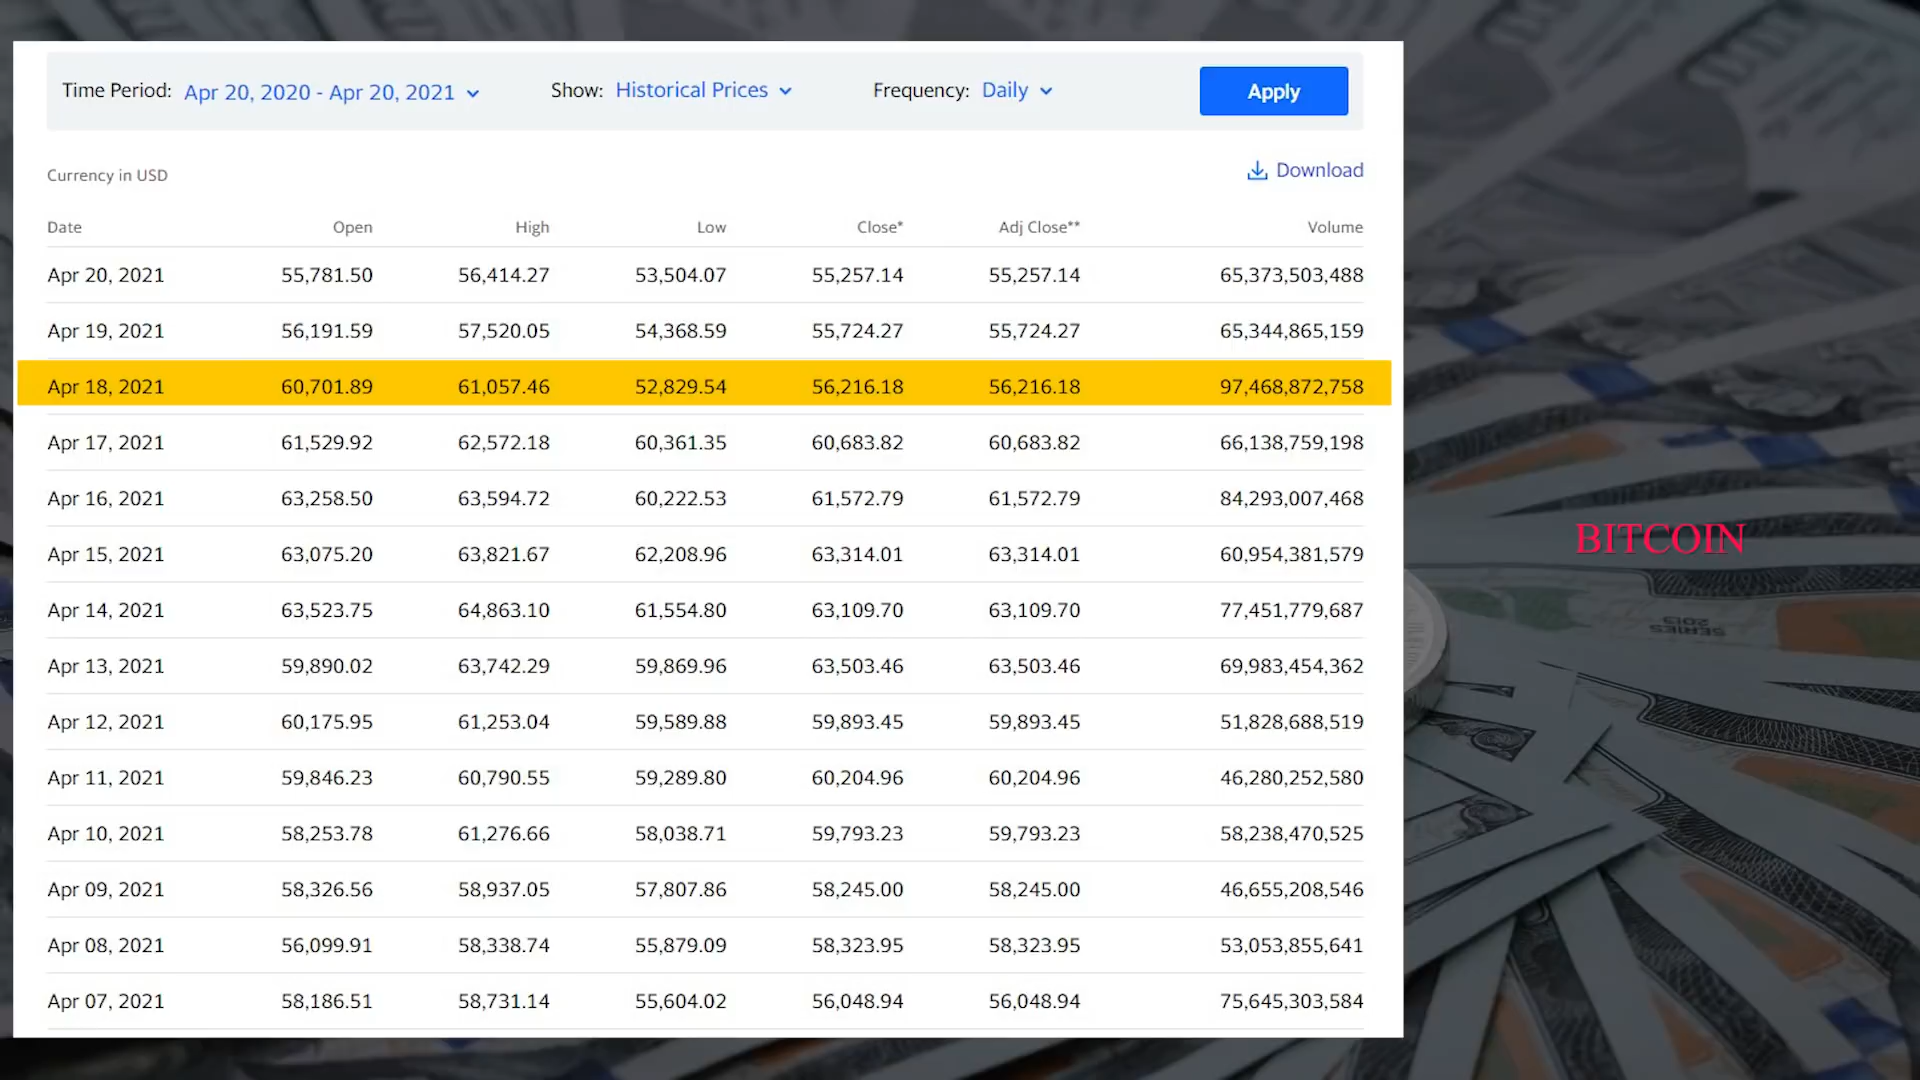 Time Period: Apr 20, 2020 - Apr 20, 2021 Show: Historical Prices Frequency: Daily Apply
Currency in USD Download
Date Open High Low Close* Adj Close** Volume
Apr 20, 2021 55,781.50 56,414.27 53,504.07 55,257.14 55,257.14 65,373,503,488
Apr 19, 2021 56,191.59 57,520.05 54,368.59 55,724.27 55,724.27 65,344,865,159
Apr 18, 2021 60,701.89 61,057.46 52,829.54 56,216.18 56,216.18 97,468,872,758
Apr 17, 2021 61,529.92 62,572.18 60,361.35 60,683.82 60,683.82 66,138,759,198
Apr 16, 2021 63,258.50 63,594.72 60,222.53 61,572.79 61,572.79 84,293,007,468
Apr 15, 2021 63,075.20 63,821.67 62,208.96 63,314.01 63,314.01 60,954,381,579
Apr 14, 2021 63,523.75 64,863.10 61,554.80 63,109.70 63,109.70 77,451,779,687
Apr 13, 2021 59,890.02 63,742.29 59,869.96 63,503.46 63,503.46 69,983,454,362
Apr 12, 2021 60,175.95 61,253.04 59,589.88 59,893.45 59,893.45 51,828,688,519
Apr 11, 2021 59,846.23 60,790.55 59,289.80 60,204.96 60,204.96 46,280,252,580
Apr 10, 2021 58,253.78 61,276.66 58,038.71 59,793.23 59,793.23 58,238,470,525
Apr 09, 2021 58,326.56 58,937.05 57,807.86 58,245.00 58,245.00 46,655,208,546
Apr 08, 2021 56,099.91 58,338.74 55,879.09 58,323.95 58,323.95 53,053,855,641
Apr 07, 2021 58,186.51 58,731.14 55,604.02 56,048.94 56,048.94 75,645,303,584
BITCOIN
SERIES
2013